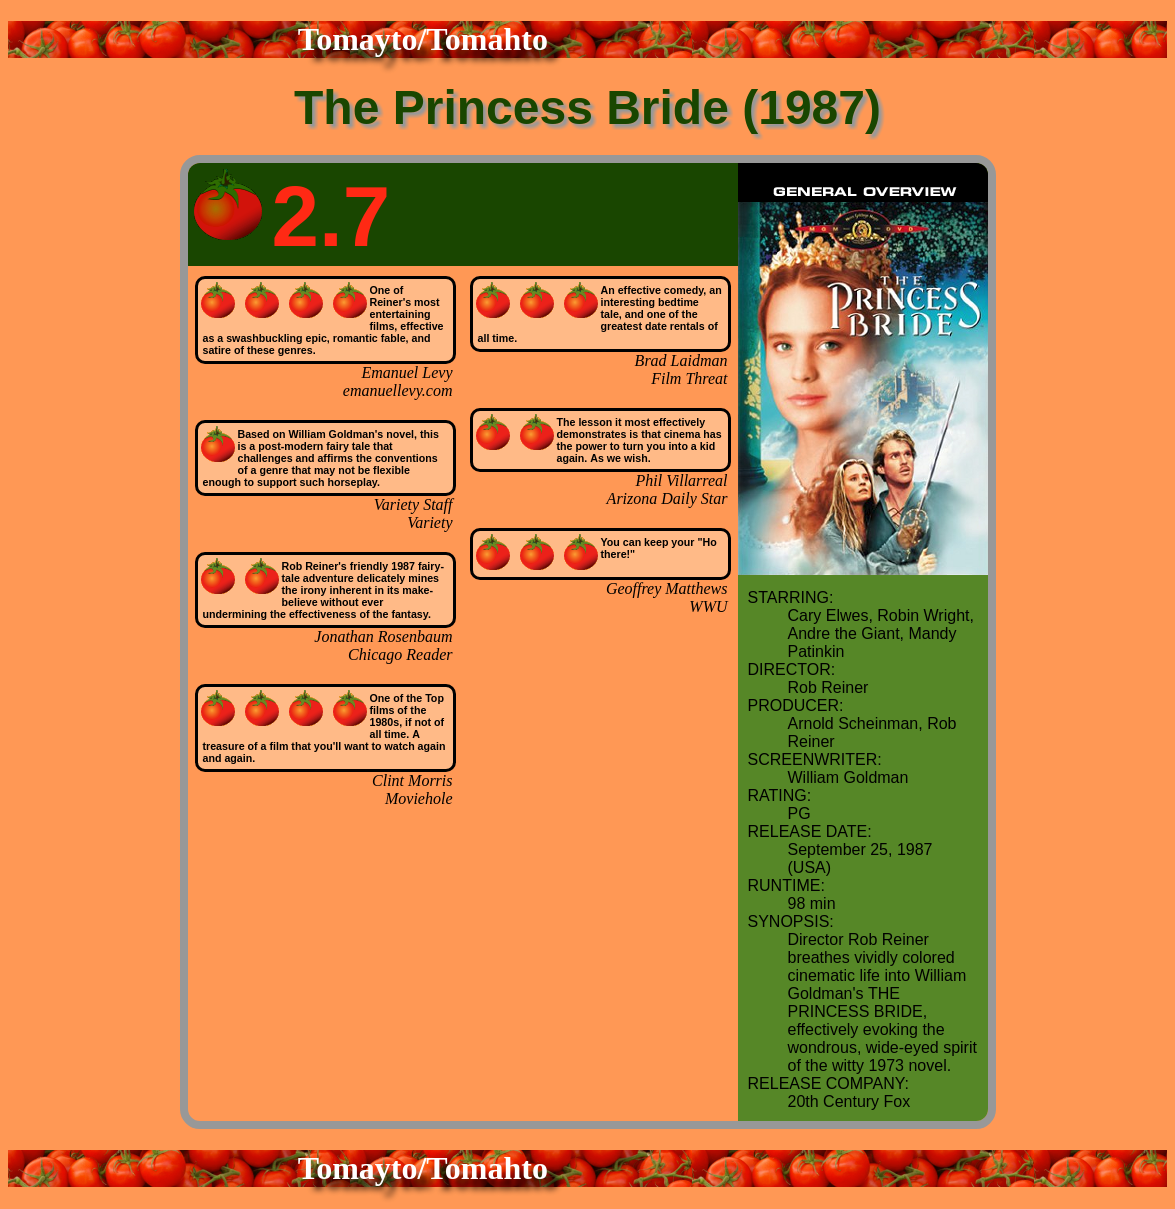 Tomayto/Tomahto
The Princess Bride (1987)
2.7
One of
Reiner's most
entertaining
films, effective
as a swashbuckling epic, romantic fable, and
satire of these genres.
Emanuel Levy
emanuellevy.com
Based on William Goldman's novel, this
is a post-modern fairy tale that
challenges and affirms the conventions
of a genre that may not be flexible
enough to support such horseplay.
Variety Staff
Variety
Rob Reiner's friendly 1987 fairy-
tale adventure delicately mines
the irony inherent in its make-
believe without ever
undermining the effectiveness of the fantasy.
Jonathan Rosenbaum
Chicago Reader
One of the Top
films of the
1980s, if not of
all time. A
treasure of a film that you'll want to watch again
and again.
Clint Morris
Moviehole
An effective comedy, an
interesting bedtime
tale, and one of the
greatest date rentals of
all time.
Brad Laidman
Film Threat
The lesson it most effectively
demonstrates is that cinema has
the power to turn you into a kid
again. As we wish.
Phil Villarreal
Arizona Daily Star
You can keep your "Ho
there!"
Geoffrey Matthews
WWU
GENERAL OVERVIEW
MGM DVD
THE
PRINCESS
BRIDE
STARRING:
Cary Elwes, Robin Wright,
Andre the Giant, Mandy
Patinkin
DIRECTOR:
Rob Reiner
PRODUCER:
Arnold Scheinman, Rob
Reiner
SCREENWRITER:
William Goldman
RATING:
PG
RELEASE DATE:
September 25, 1987
(USA)
RUNTIME:
98 min
SYNOPSIS:
Director Rob Reiner
breathes vividly colored
cinematic life into William
Goldman's THE
PRINCESS BRIDE,
effectively evoking the
wondrous, wide-eyed spirit
of the witty 1973 novel.
RELEASE COMPANY:
20th Century Fox
Tomayto/Tomahto